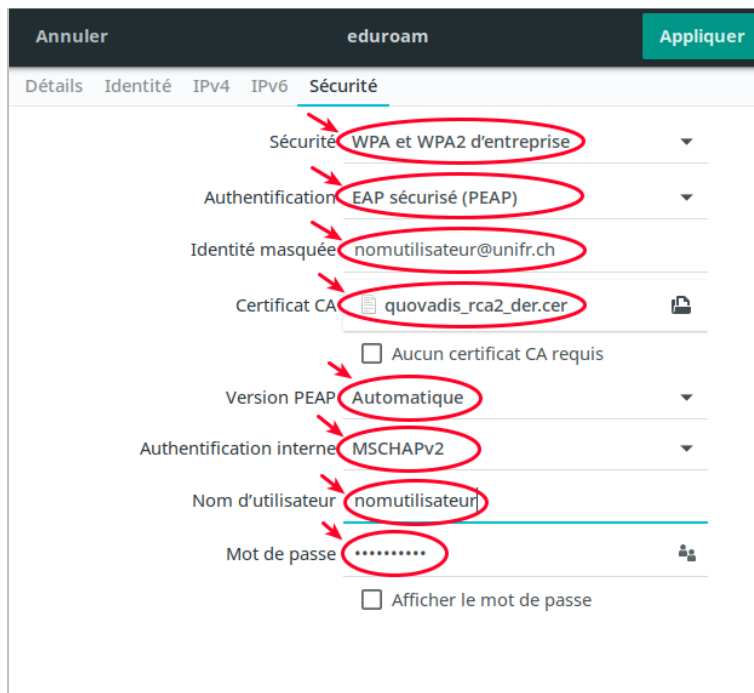 Annuler eduroam Appliquer
Détails Identité IPv4 IPv6 Sécurité
Sécurité WPA et WPA2 d’entreprise
Authentification EAP sécurisé (PEAP)
Identité masquée nomutilisateur@unifr.ch
Certificat CA quovadis_rca2_der.cer
Aucun certificat CA requis
Version PEAP Automatique
Authentification interne MSCHAPv2
Nom d’utilisateur nomutilisateur
Mot de passe ••••••••••
Afficher le mot de passe